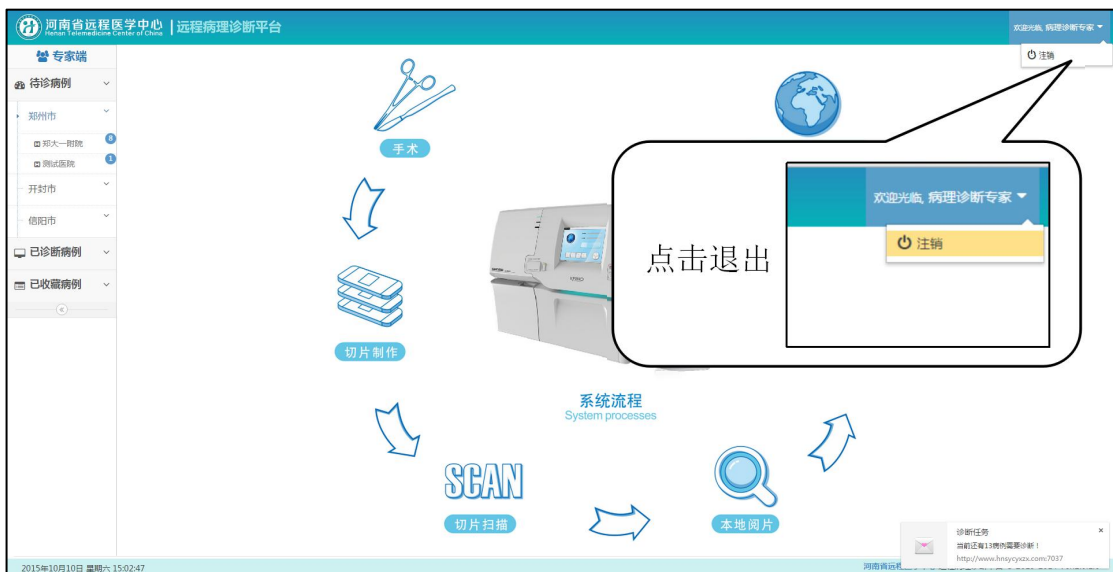 河南省远程医学中心
Henan Telemedicine Center of China
远程病理诊断平台
欢迎光临, 病理诊断专家
注销
专家端
待诊病例
郑州市
郑大一附院 8
测试医院 1
开封市
信阳市
已诊断病例
已收藏病例
手术
切片制作
SCAN
切片扫描
本地阅片
系统流程
System processes
点击退出
欢迎光临, 病理诊断专家
注销
诊断任务
当前还有13病例需要诊断！
http://www.hnsycyxzx.com:7037
2015年10月10日 星期六 15:02:47
河南省远程